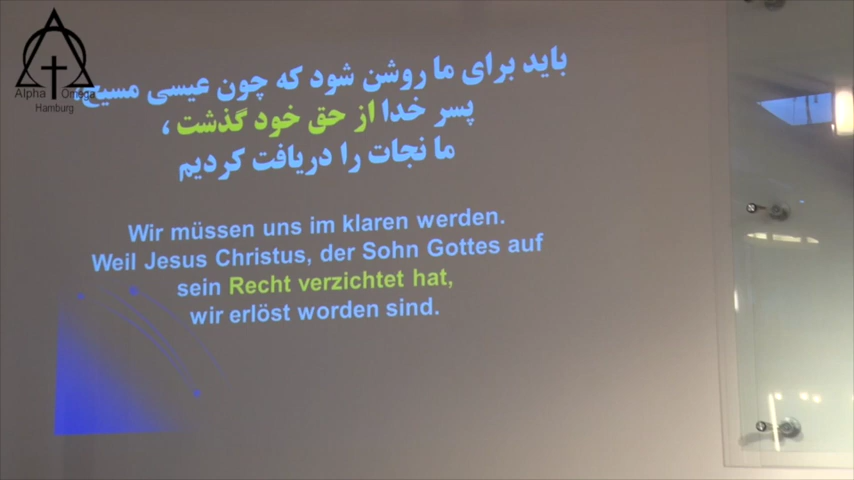 Alpha Omega
Hamburg
باید برای ما روشن شود که چون عیسی مسیح،
پسر خدا از حق خود گذشت ،
ما نجات را دریافت کردیم
Wir müssen uns im klaren werden.
Weil Jesus Christus, der Sohn Gottes auf
sein Recht verzichtet hat,
wir erlöst worden sind.